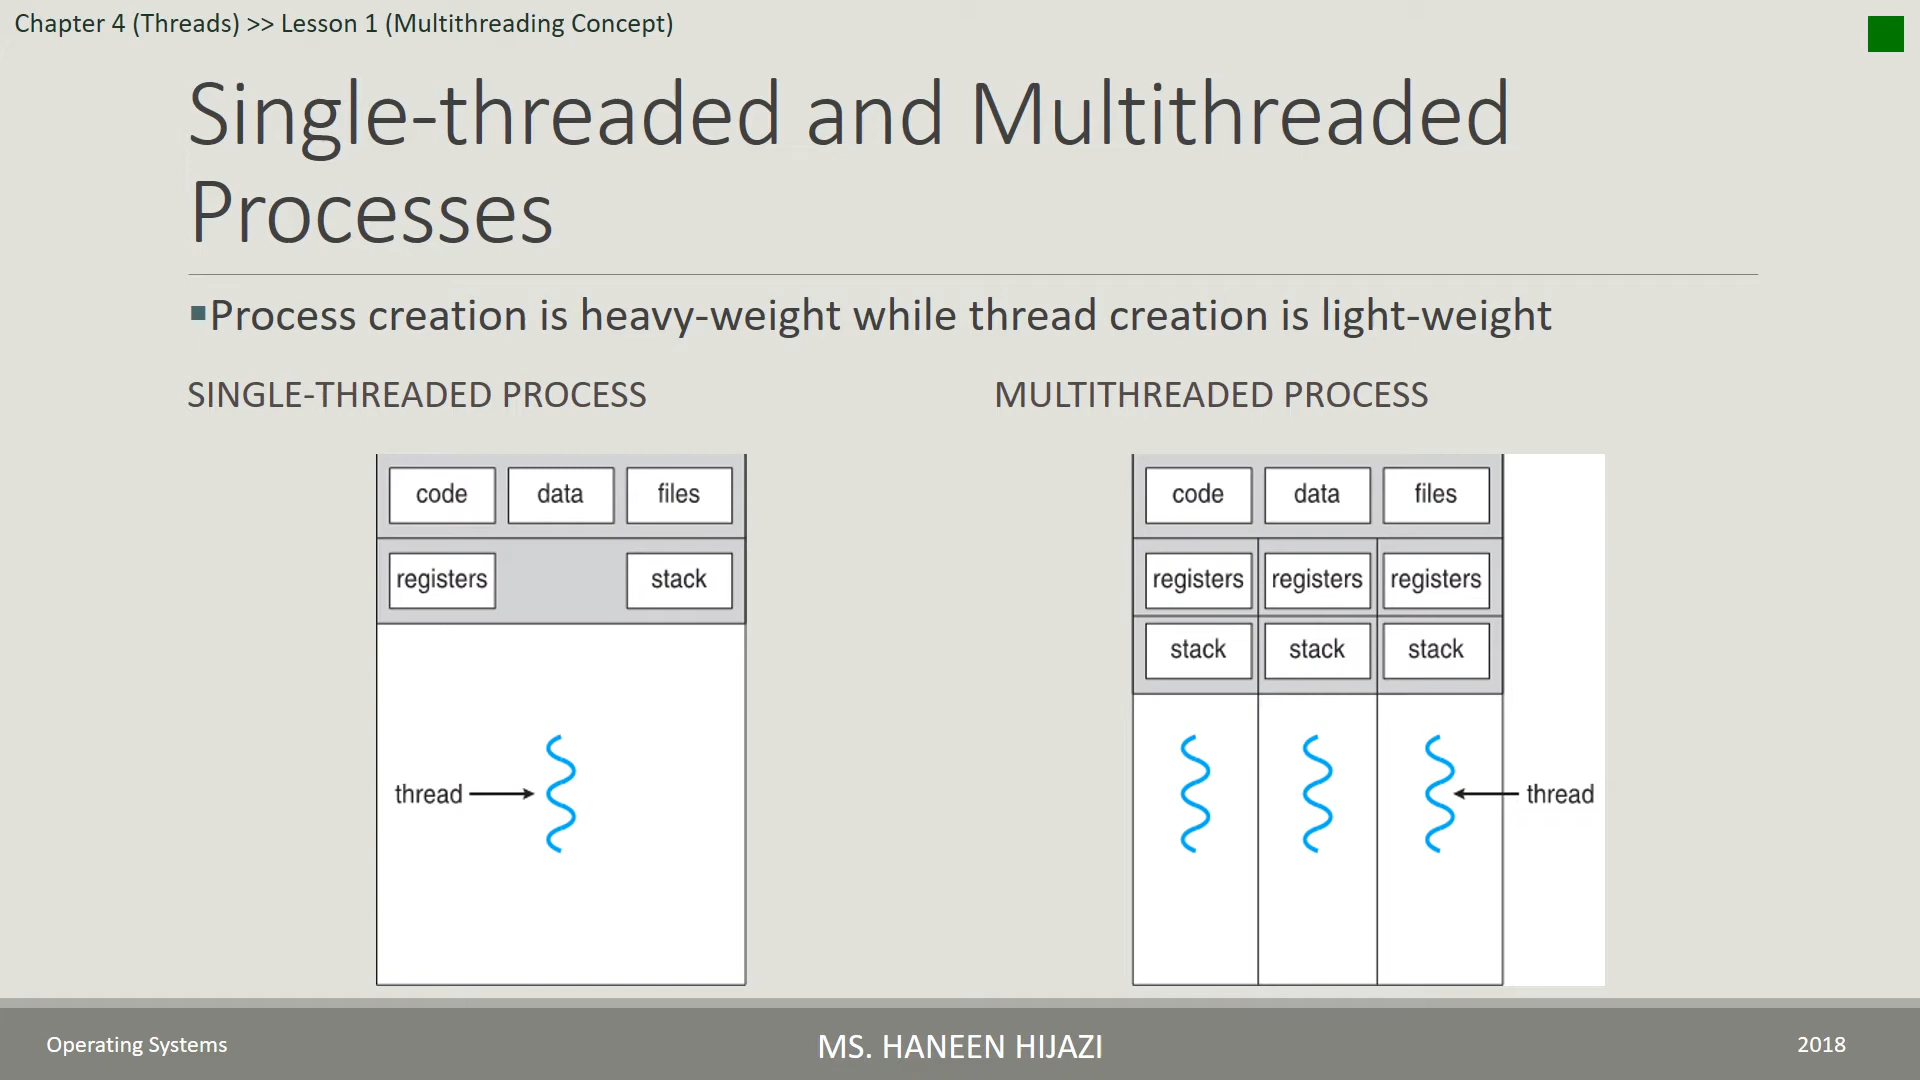 Chapter 4 (Threads) >> Lesson 1 (Multithreading Concept)
Single-threaded and Multithreaded
Processes
▪Process creation is heavy-weight while thread creation is light-weight
SINGLE-THREADED PROCESS
code data files
registers stack
thread
MULTITHREADED PROCESS
code data files
registers registers registers
stack stack stack
thread
Operating Systems
MS. HANEEN HIJAZI
2018